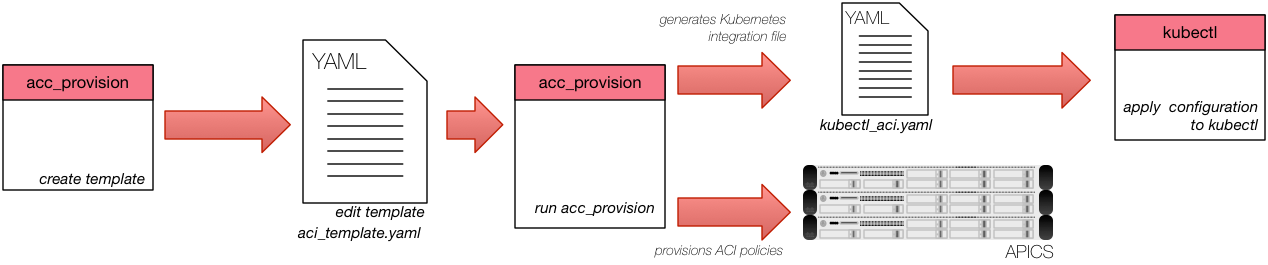 acc_provision
create template
YAML
edit template
aci_template.yaml
acc_provision
run acc_provision
generates Kubernetes
integration file
YAML
kubectl_aci.yaml
kubectl
apply configuration
to kubectl
provisions ACI policies
APICS